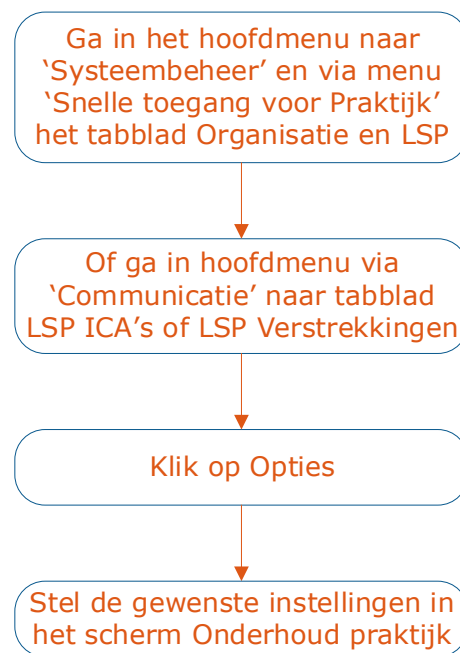 Ga in het hoofdmenu naar
‘Systeembeheer’ en via menu
‘Snelle toegang voor Praktijk’
het tabblad Organisatie en LSP
Of ga in hoofdmenu via
‘Communicatie’ naar tabblad
LSP ICA’s of LSP Verstrekkingen
Klik op Opties
Stel de gewenste instellingen in
het scherm Onderhoud praktijk